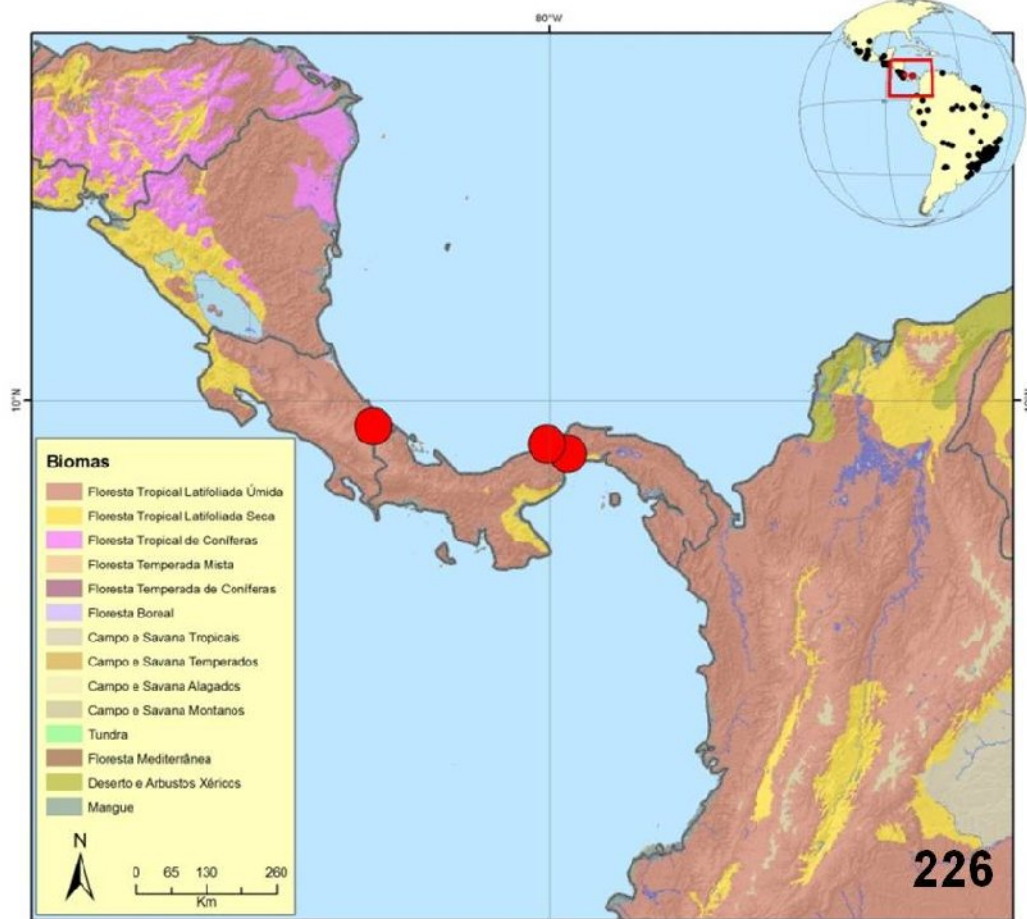 80°W
10°N
Biomas
Floresta Tropical Latifoliada Úmida
Floresta Tropical Latifoliada Seca
Floresta Tropical de Coníferas
Floresta Temperada Mista
Floresta Temperada de Coníferas
Floresta Boreal
Campo e Savana Tropicais
Campo e Savana Temperados
Campo e Savana Alagados
Campo e Savana Montanos
Tundra
Floresta Mediterrânea
Deserto e Arbustos Xéricos
Mangue
N
0 65 130 260
Km
226